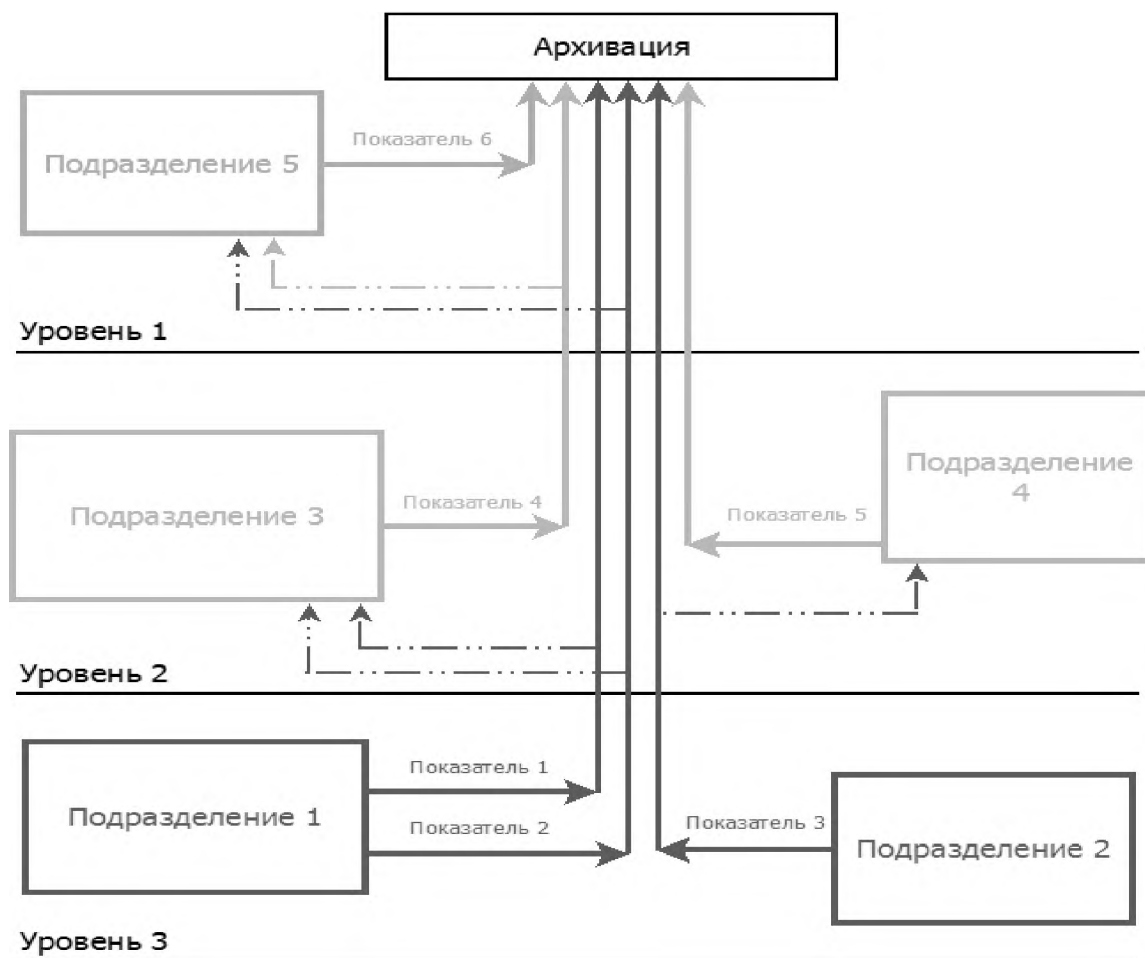 Архивация
Показатель 6
Подразделение 5
Уровень 1
Подразделение
4
Показатель 4
Подразделение 3
Показатель 5
Уровень 2
Показатель 1
Подразделение 1
Показатель 2
Показатель 3
Подразделение 2
Уровень 3